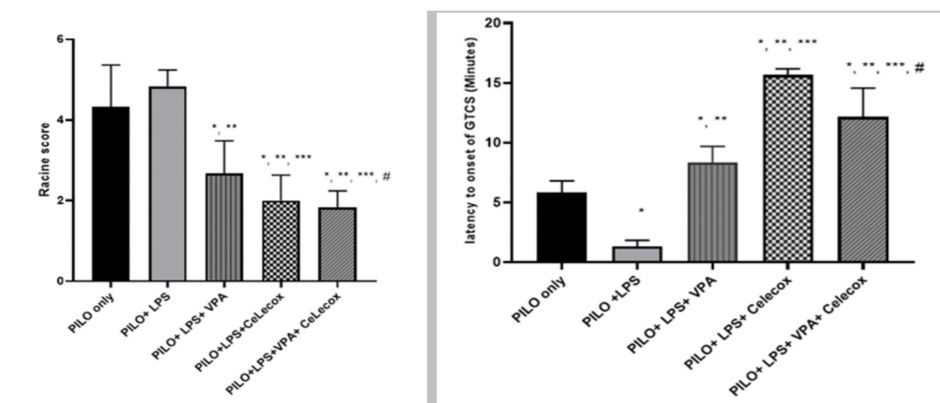 6
4
2
0
Racine score
*, **
*, **, ***
*, **, ***, #
PILO only
PILO+ LPS
PILO+ LPS+ VPA
PILO+LPS+CeLecox
PILO+LPS+VPA+ CeLecox
20
15
10
5
0
latency to onset of GTCS (Minutes)
*
*, **
*, **, ***
*, **, ***, #
PILO only
PILO +LPS
PILO+ LPS+ VPA
PILO+ LPS+ Celecox
PILO+ LPS+ VPA+ Celecox